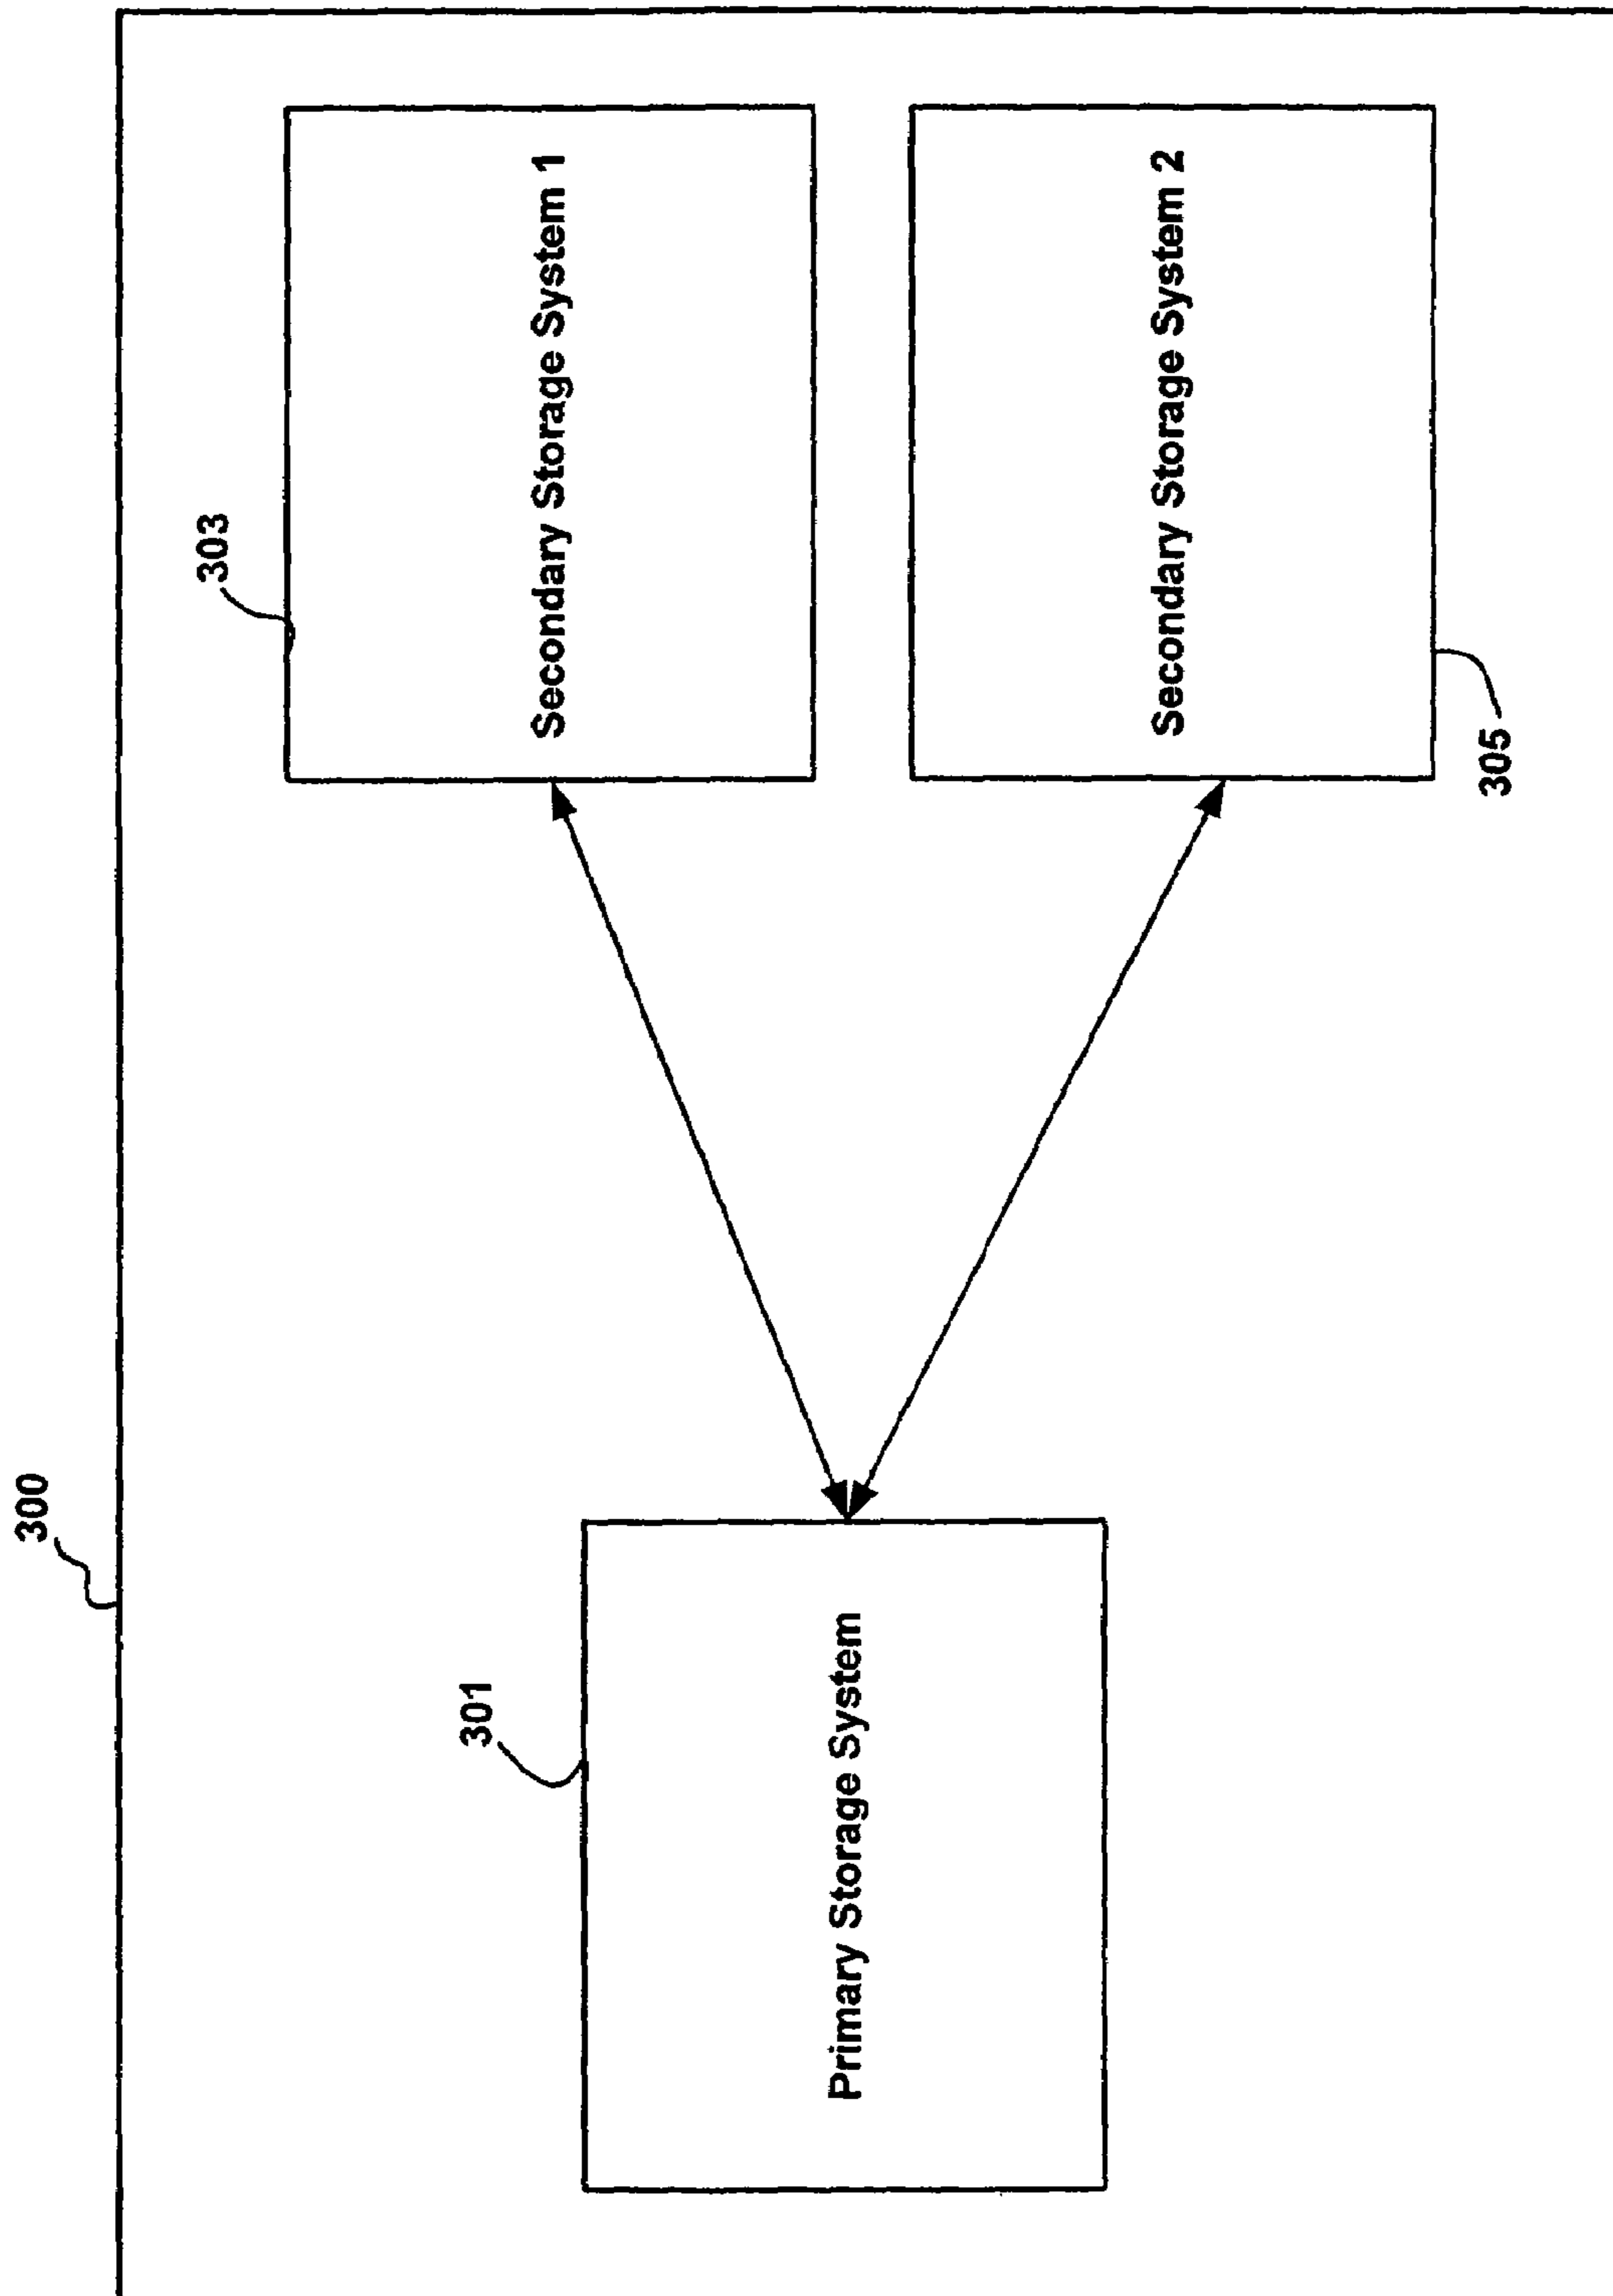 300
301
Primary Storage System
303
Secondary Storage System 1
Secondary Storage System 2
305